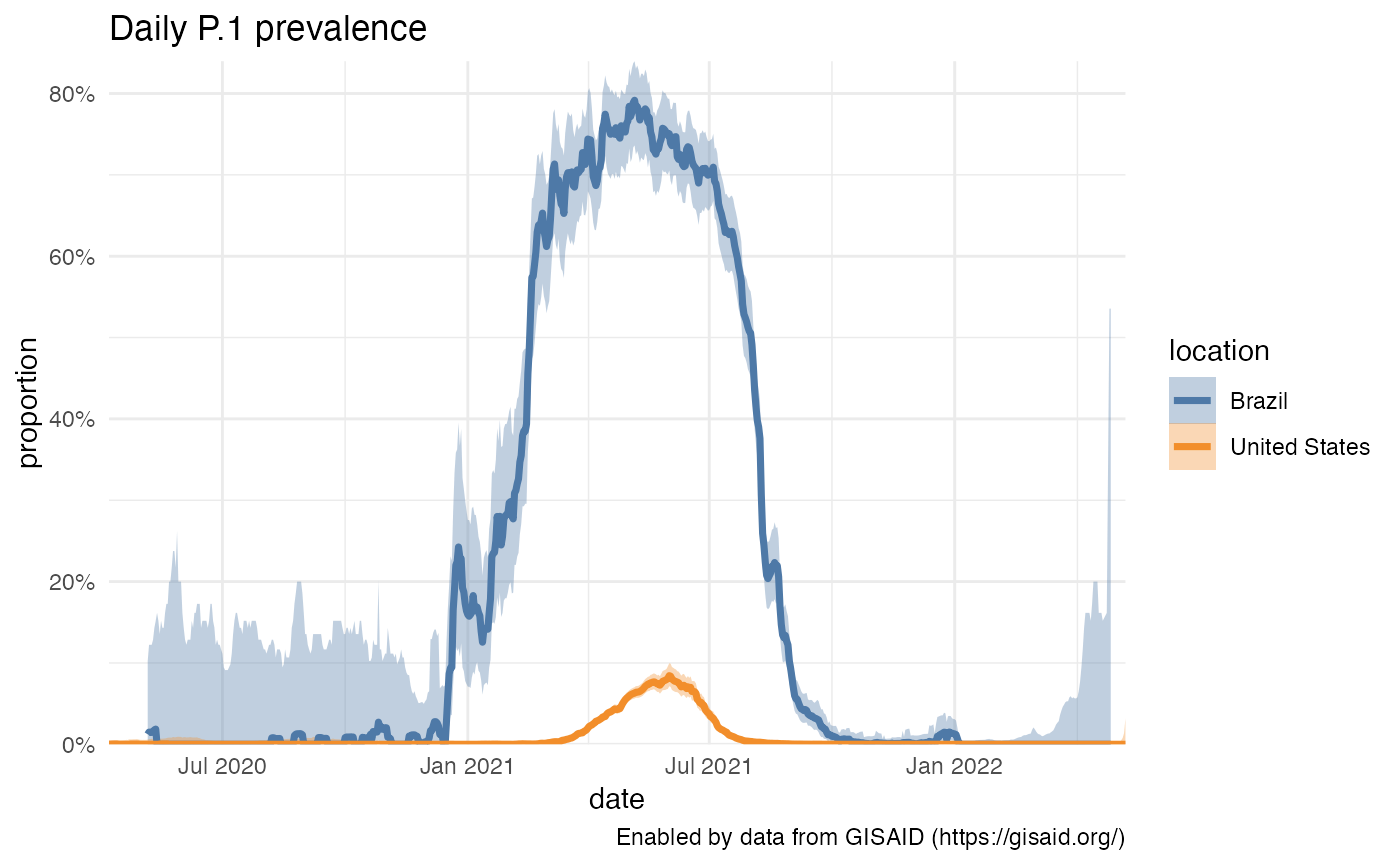 Daily P.1 prevalence
80%
60%
40%
20%
0%
proportion
Jul 2020
Jan 2021
Jul 2021
Jan 2022
date
location
Brazil
United States
Enabled by data from GISAID (https://gisaid.org/)